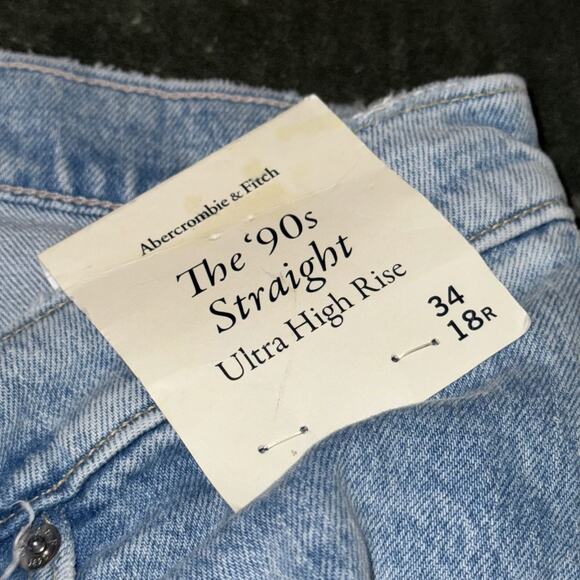 Abercrombie & Fitch
The ‘90s
Straight
Ultra High Rise
34
18R